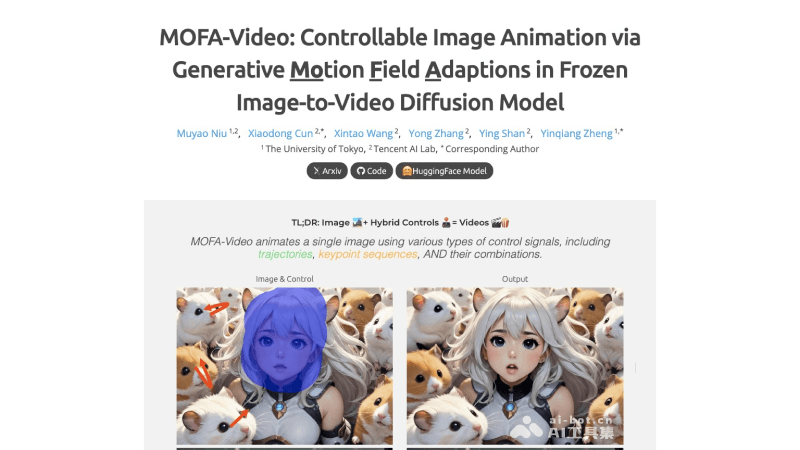 MOFA-Video: Controllable Image Animation via
Generative Motion Field Adaptions in Frozen
Image-to-Video Diffusion Model
Muyao Niu 1,2, Xiaodong Cun 2,*, Xintao Wang 2, Yong Zhang 2, Ying Shan 2, Yinqiang Zheng 1,*
1 The University of Tokyo, 2 Tencent AI Lab, * Corresponding Author
Arxiv Code 🤗HuggingFace Model
TL;DR: Image 🏞️+ Hybrid Controls 🕹️= Videos 🎬🍿
MOFA-Video animates a single image using various types of control signals, including
trajectories, keypoint sequences, AND their combinations.
Image & Control Output
ai-bot.cn
AI工具集